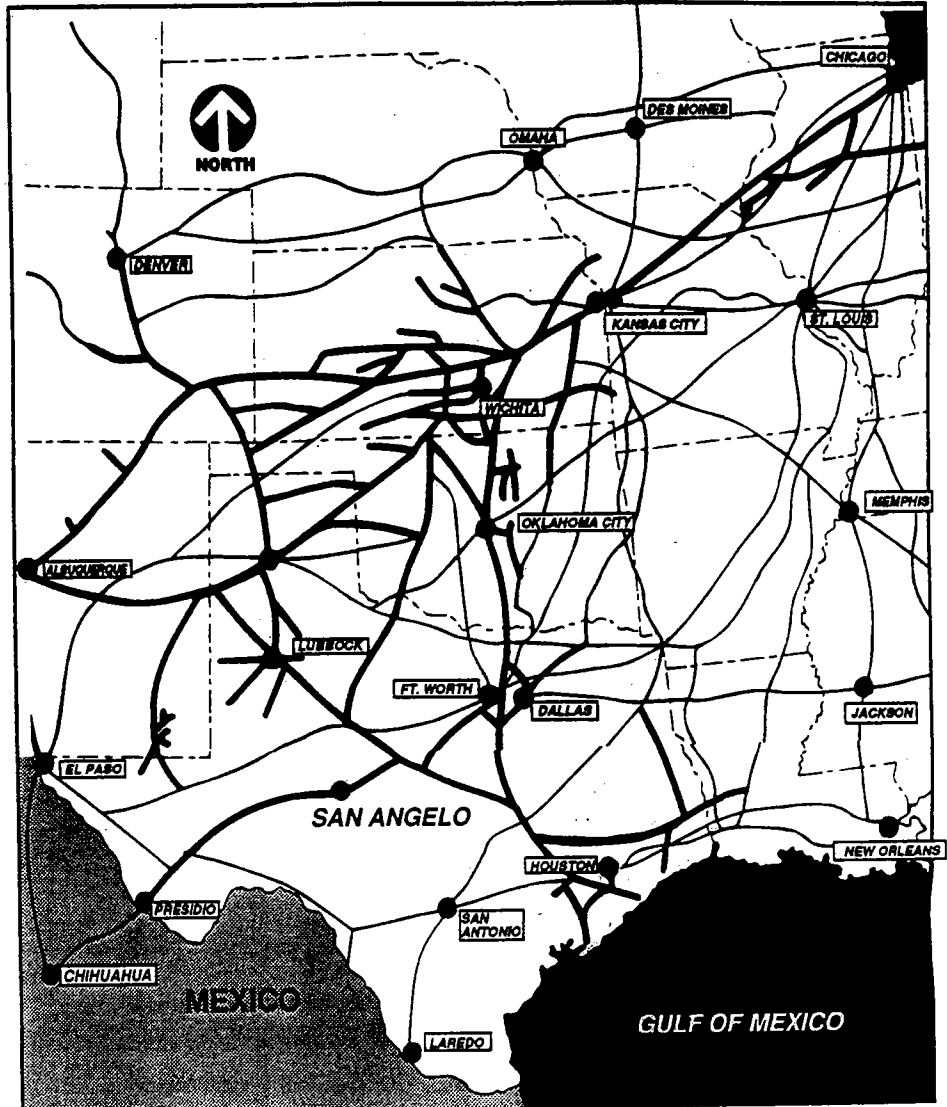 CHICAGO
DES MOINES
OMAHA
NORTH
DENVER
KANSAS CITY
ST. LOUIS
WICHITA
MEMPHIS
OKLAHOMA CITY
ALBUQUERQUE
LUBBOCK
FT. WORTH
DALLAS
JACKSON
EL PASO
SAN ANGELO
NEW ORLEANS
HOUSTON
PRESIDIO
SAN
ANTONIO
CHIHUAHUA
MEXICO
GULF OF MEXICO
LAREDO